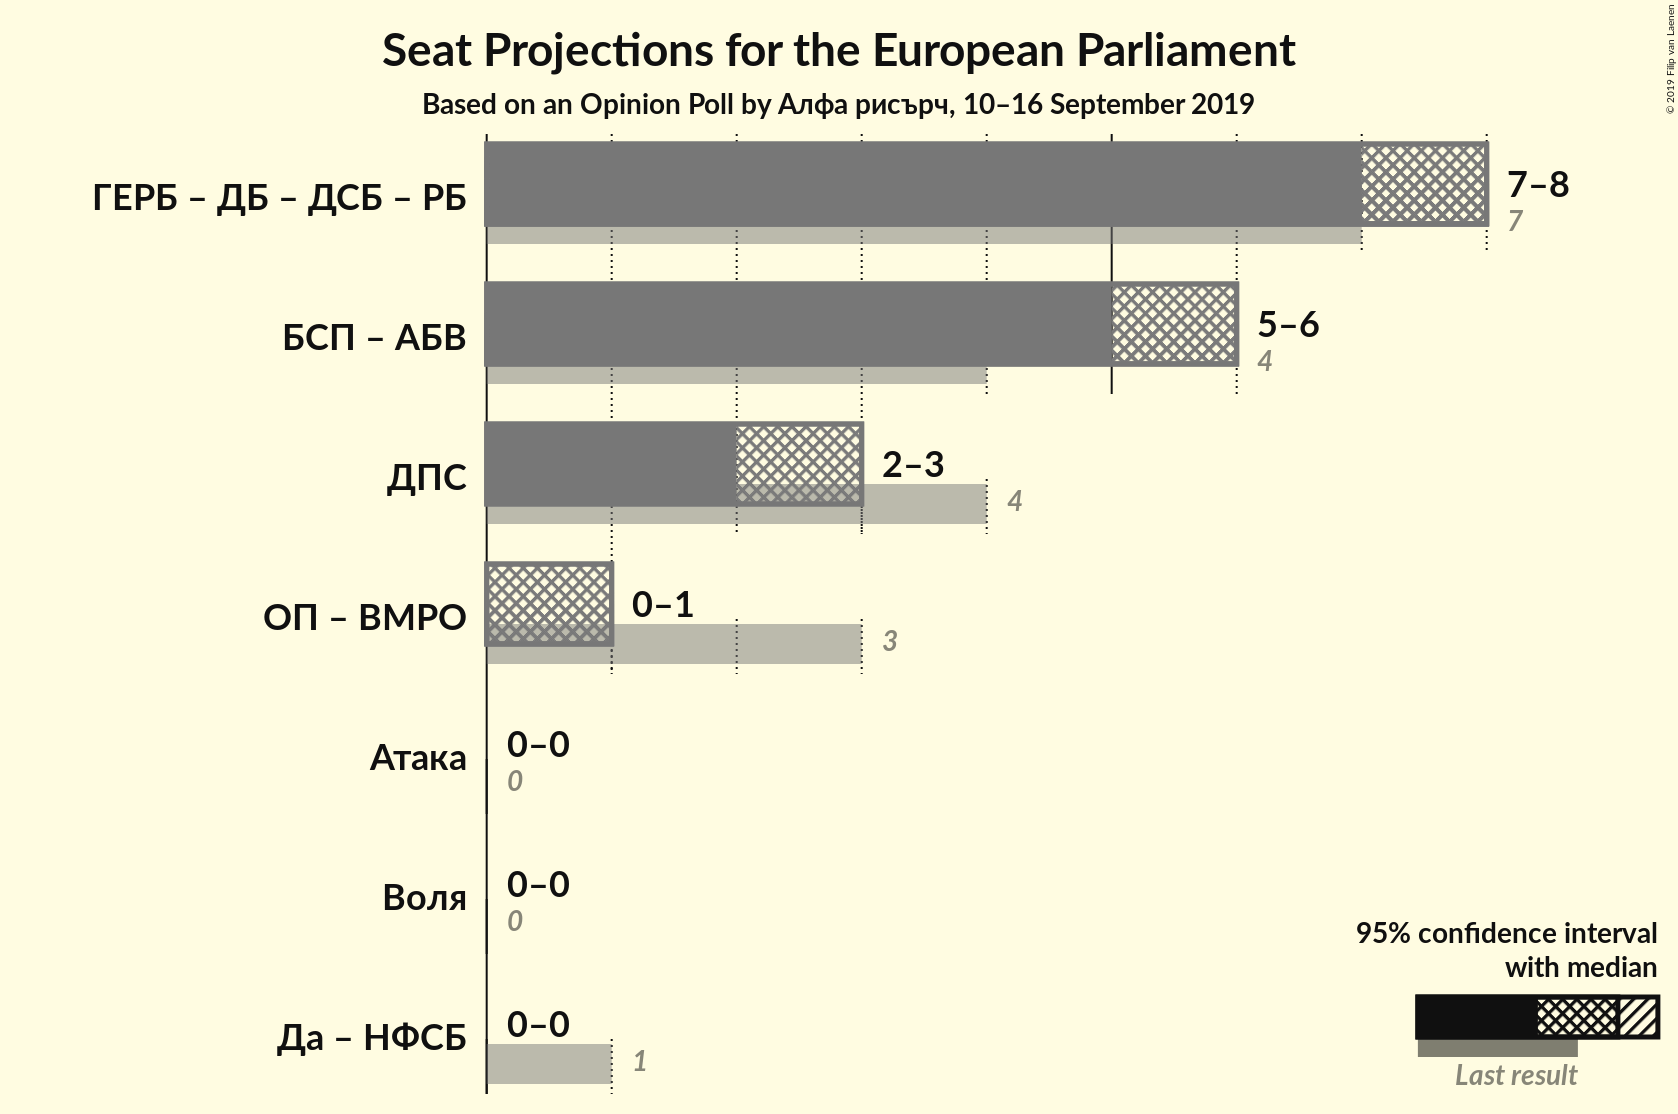 Seat Projections for the European Parliament
Based on an Opinion Poll by Алфа рисърч, 10–16 September 2019
© 2019 Filip van Laenen
ГЕРБ – ДБ – ДСБ – РБ
7–8
7
БСП – АБВ
5–6
4
ДПС
2–3
4
ОП – ВМРО
0–1
3
Атака
0–0
0
Воля
0–0
0
Да – НФСБ
0–0
1
95% confidence interval
with median
Last result